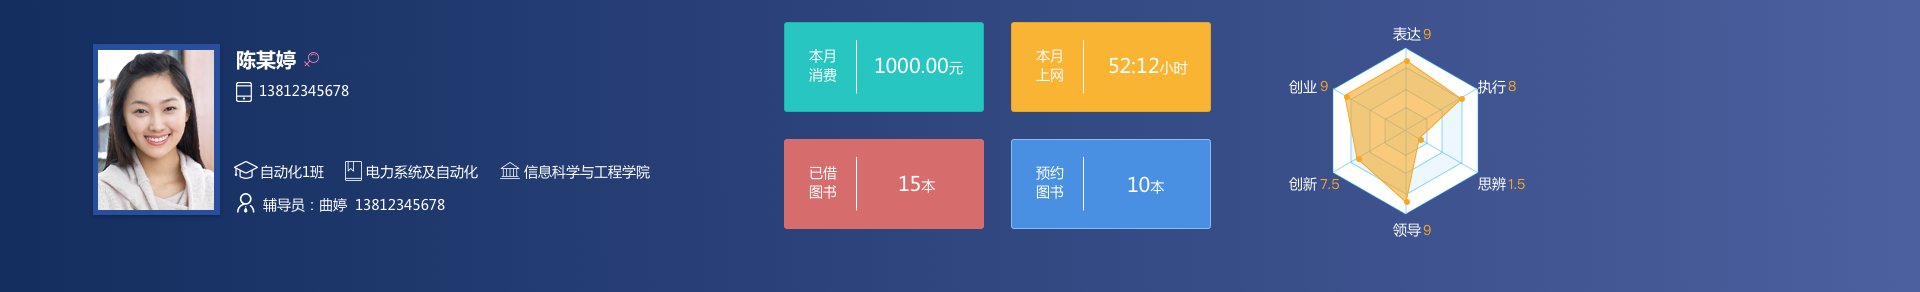 陈某婷
13812345678
自动化1班 电力系统及自动化 信息科学与工程学院
辅导员：曲婷 13812345678
本月
消费
1000.00元
本月
上网
52:12小时
已借
图书
15本
预约
图书
10本
表达 9
创业 9
执行 8
创新 7.5
思辨 1.5
领导 9